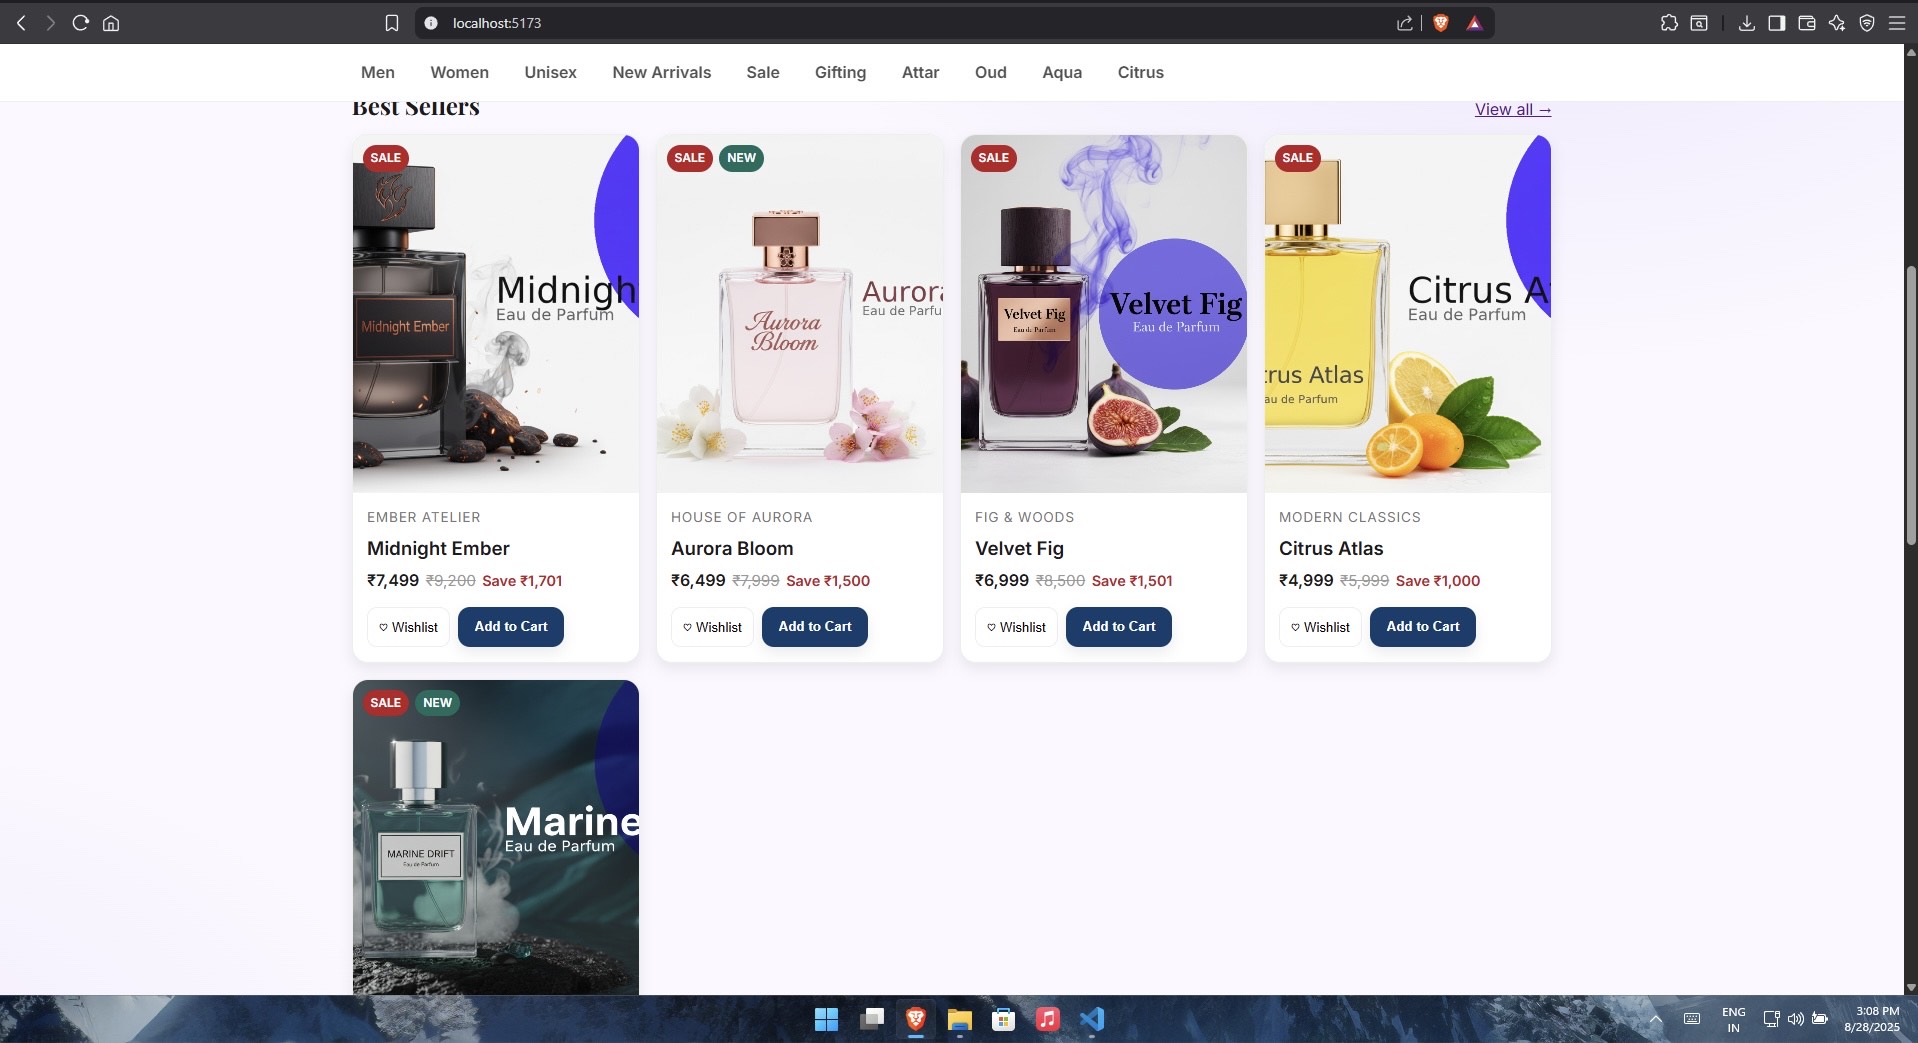 localhost:5173
Men Women Unisex New Arrivals Sale Gifting Attar Oud Aqua Citrus
Best Sellers
View all →
SALE
Midnight Ember
Midnigh
Eau de Parfum
EMBER ATELIER
Midnight Ember
₹7,499 ₹9,200 Save ₹1,701
♡ Wishlist
Add to Cart
SALE NEW
Aurora
Bloom
Aurora
Eau de Parfu
HOUSE OF AURORA
Aurora Bloom
₹6,499 ₹7,999 Save ₹1,500
♡ Wishlist
Add to Cart
SALE
Velvet Fig
Eau de Parfum
Velvet Fig
Eau de Parfum
FIG & WOODS
Velvet Fig
₹6,999 ₹8,500 Save ₹1,501
♡ Wishlist
Add to Cart
SALE
Citrus A
Eau de Parfum
trus Atlas
au de Parfum
MODERN CLASSICS
Citrus Atlas
₹4,999 ₹5,999 Save ₹1,000
♡ Wishlist
Add to Cart
SALE NEW
MARINE DRIFT
Eau de Parfum
Marine
Eau de Parfum
ENG
IN
3:08 PM
8/28/2025